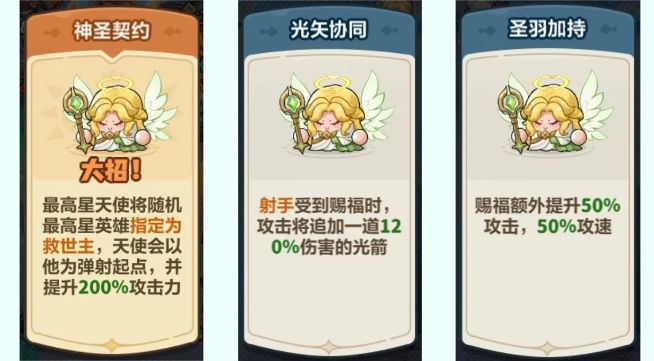 神圣契约
大招！
最高星天使将随机
最高星英雄指定为
救世主，天使会以
他为弹射起点，并
提升200%攻击力
光矢协同
射手受到赐福时，
攻击将追加一道12
0%伤害的光箭
圣羽加持
赐福额外提升50%
攻击，50%攻速